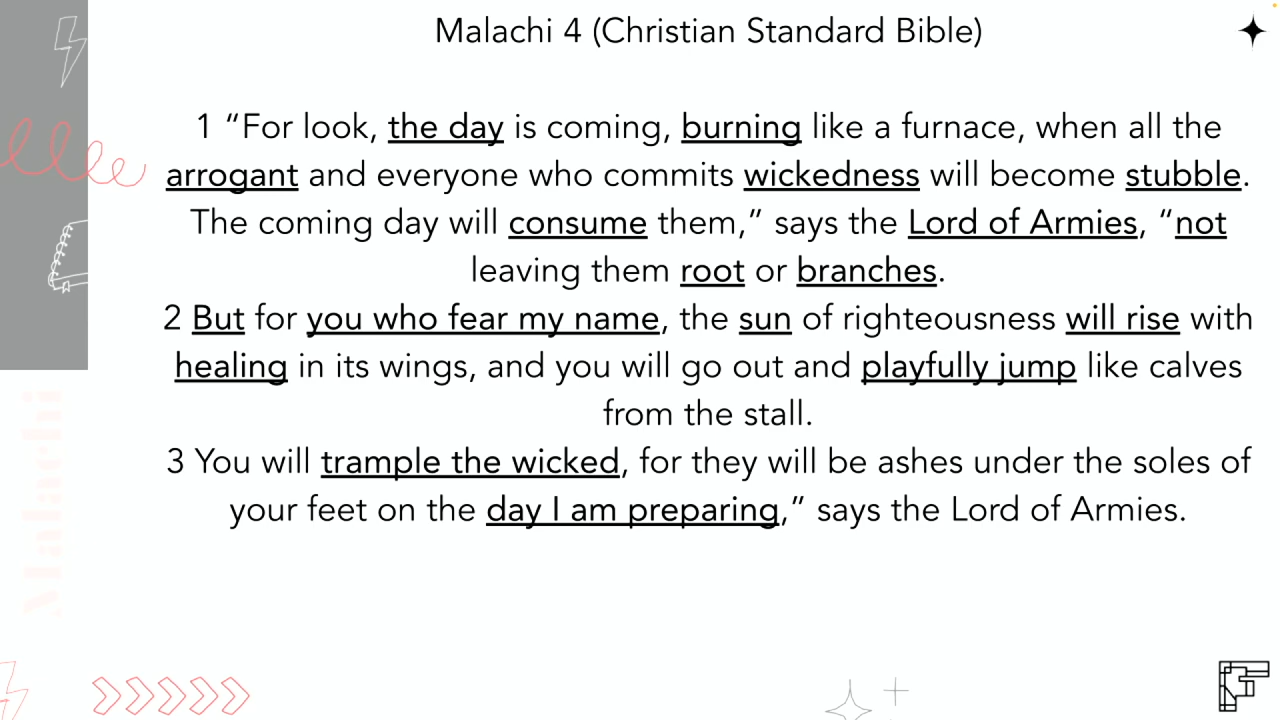 Malachi 4 (Christian Standard Bible)
1 “For look, the day is coming, burning like a furnace, when all the
arrogant and everyone who commits wickedness will become stubble.
The coming day will consume them,” says the Lord of Armies, “not
leaving them root or branches.
2 But for you who fear my name, the sun of righteousness will rise with
healing in its wings, and you will go out and playfully jump like calves
from the stall.
3 You will trample the wicked, for they will be ashes under the soles of
your feet on the day I am preparing,” says the Lord of Armies.
Malachi